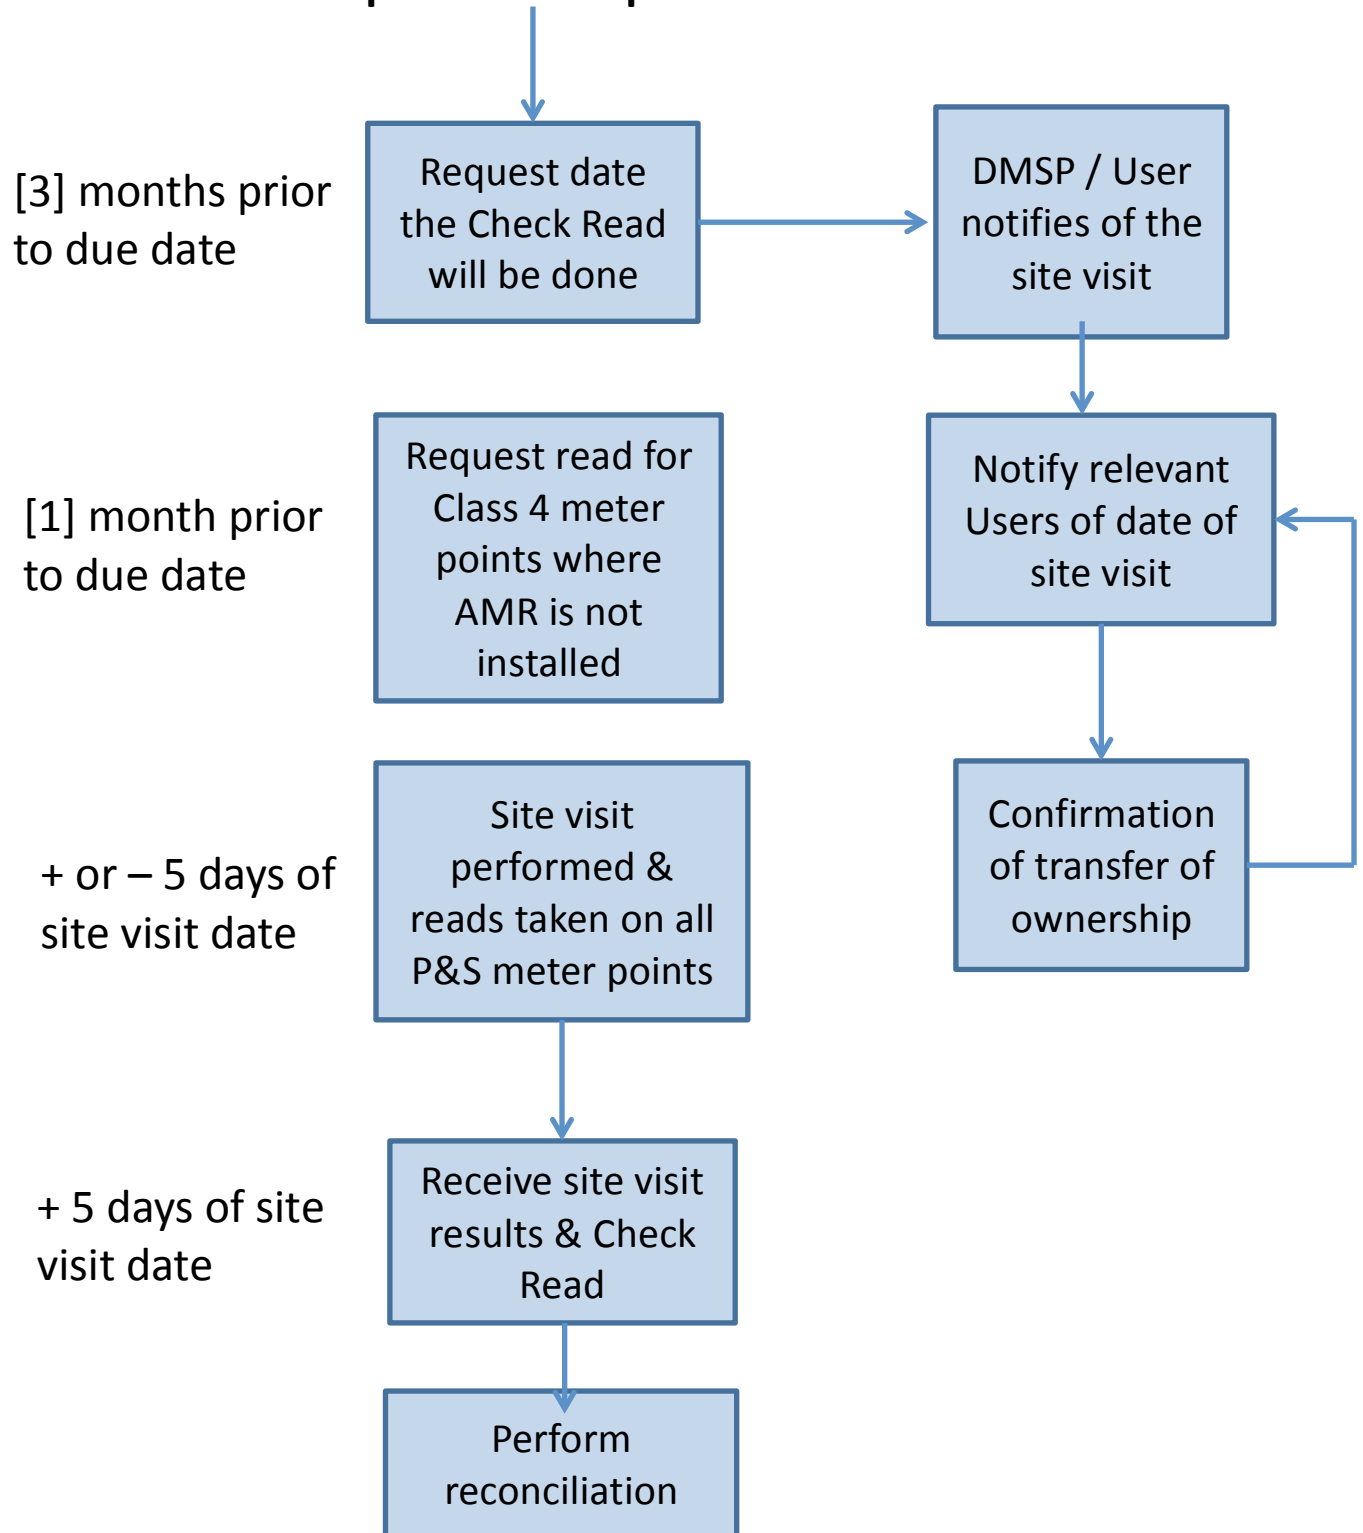 [3] months prior
to due date
Request date
the Check Read
will be done
DMSP / User
notifies of the
site visit
[1] month prior
to due date
Request read for
Class 4 meter
points where
AMR is not
installed
Notify relevant
Users of date of
site visit
+ or – 5 days of
site visit date
Site visit
performed &
reads taken on all
P&S meter points
Confirmation
of transfer of
ownership
+ 5 days of site
visit date
Receive site visit
results & Check
Read
Perform
reconciliation